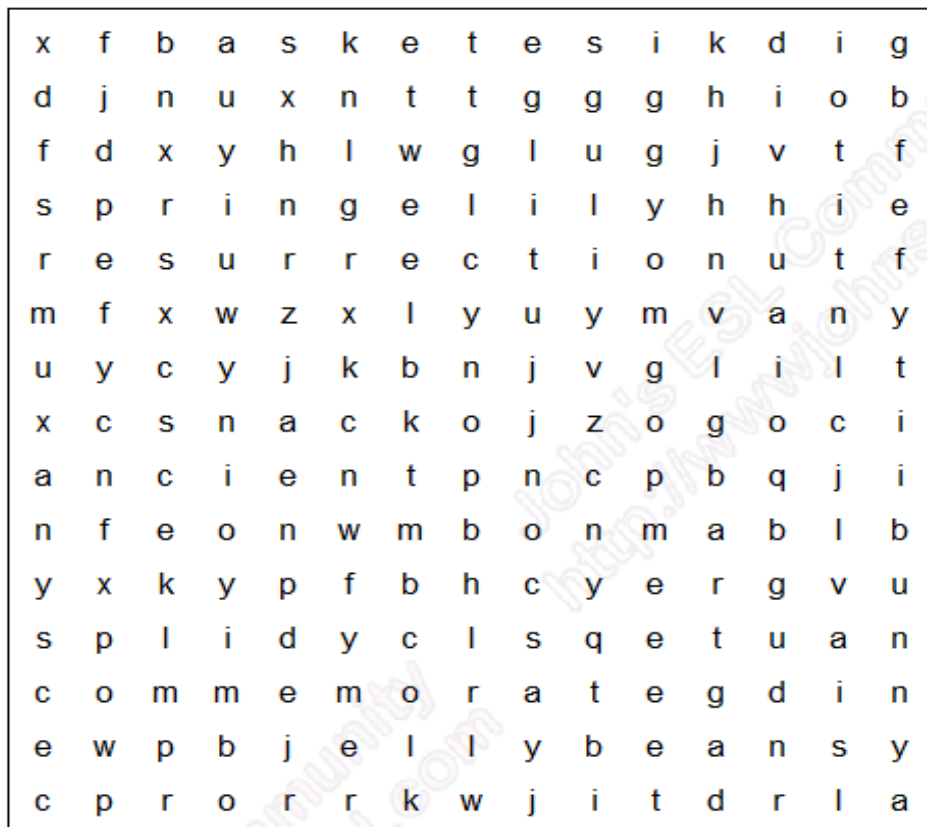 x f b a s k e t e s i k d i g
d j n u x n t t g g g h i o b
f d x y h l w g l u g j v t f
s p r i n g e l i l y h h i e
r e s u r r e c t i o n u t f
m f x w z x l y u y m v a n y
u y c y j k b n j v g l i l t
x c s n a c k o j z o g o c i
a n c i e n t p n c p b q j i
n f e o n w m b o n m a b l b
y x k y p f b h c y e r g v u
s p l i d y c l s q e t u a n
c o m m e m o r a t e g d i n
e w p b j e l l y b e a n s y
c p r o r r k w j i t d r l a